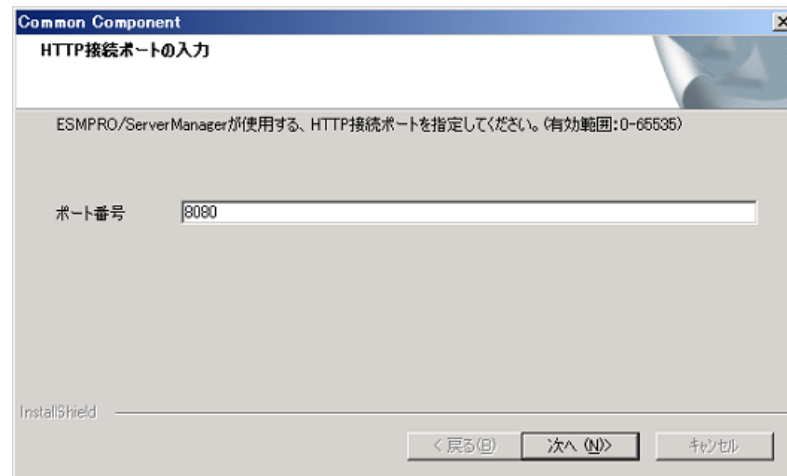 Common Component
HTTP接続ポートの入力
ESMPRO/ServerManagerが使用する、HTTP接続ポートを指定してください。(有効範囲:0-65535)
ポート番号 8080
InstallShield
< 戻る(B) 次へ (N)> キャンセル